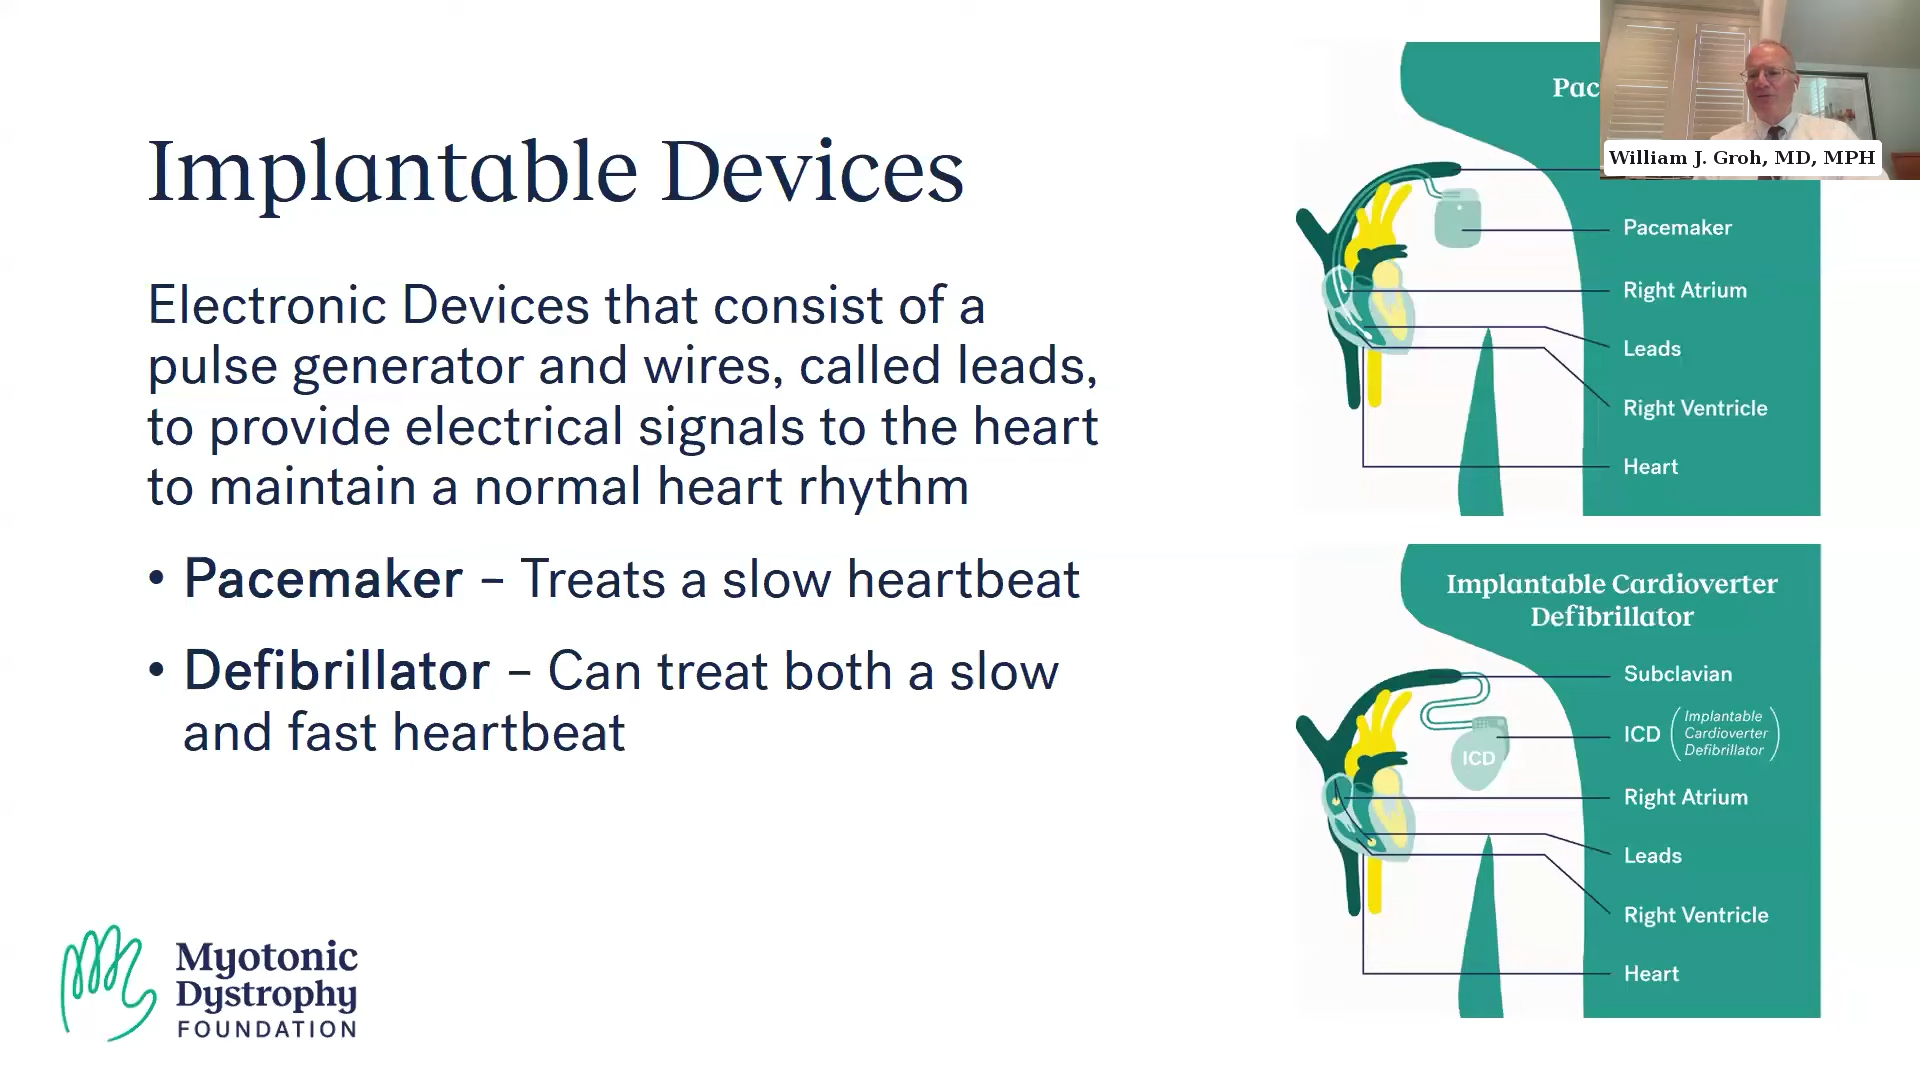 Implantable Devices
Electronic Devices that consist of a
pulse generator and wires, called leads,
to provide electrical signals to the heart
to maintain a normal heart rhythm
• Pacemaker – Treats a slow heartbeat
• Defibrillator – Can treat both a slow
and fast heartbeat
Myotonic
Dystrophy
FOUNDATION
Pac
William J. Groh, MD, MPH
Pacemaker
Right Atrium
Leads
Right Ventricle
Heart
Implantable Cardioverter
Defibrillator
Subclavian
ICD (Implantable
Cardioverter
Defibrillator)
ICD
Right Atrium
Leads
Right Ventricle
Heart